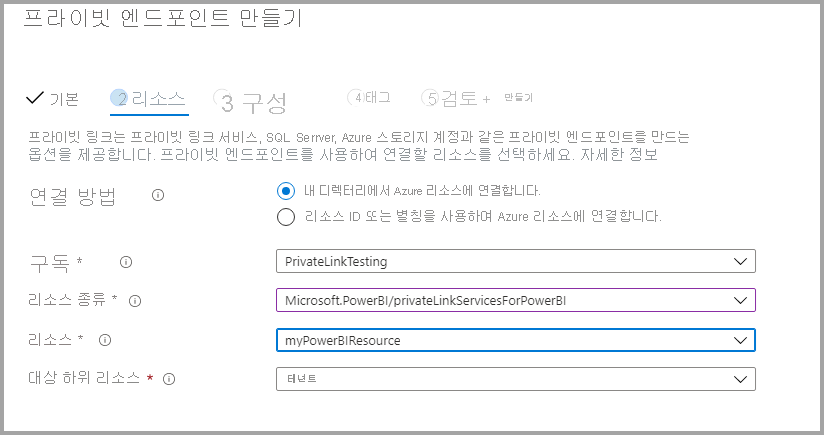 프라이빗 엔드포인트 만들기
기본 2 리소스 3 구성 4 태그 5 검토 + 만들기
프라이빗 링크는 프라이빗 링크 서비스, SQL Serrver, Azure 스토리지 계정과 같은 프라이빗 엔드포인트를 만드는
옵션을 제공합니다. 프라이빗 엔드포인트를 사용하여 연결할 리소스를 선택하세요. 자세한 정보
연결 방법
내 디렉터리에서 Azure 리소스에 연결합니다.
리소스 ID 또는 별칭을 사용하여 Azure 리소스에 연결합니다.
구독 * PrivateLinkTesting
리소스 종류 * Microsoft.PowerBI/privateLinkServicesForPowerBI
리소스 * myPowerBIResource
대상 하위 리소스 * 테넌트